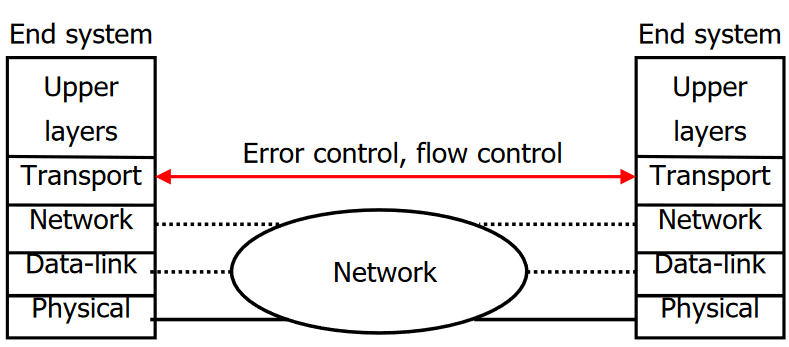 End system
End system
Upper
layers
Upper
layers
Error control, flow control
Transport
Transport
Network
Network
Data-link
Network
Data-link
Physical
Physical